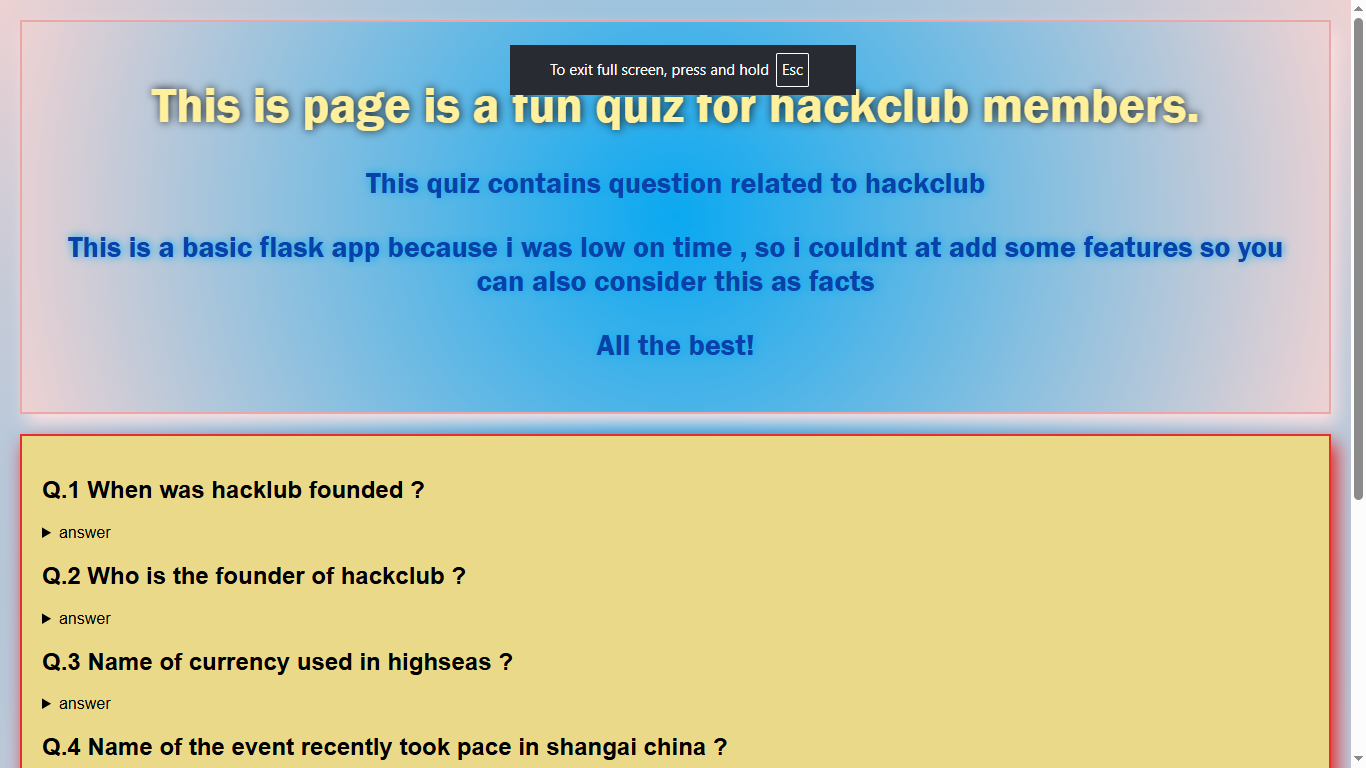 To exit full screen, press and hold Esc
This is page is a fun quiz for hackclub members.
This quiz contains question related to hackclub
This is a basic flask app because i was low on time , so i couldnt at add some features so you
can also consider this as facts
All the best!
Q.1 When was hacklub founded ?
answer
Q.2 Who is the founder of hackclub ?
answer
Q.3 Name of currency used in highseas ?
answer
Q.4 Name of the event recently took pace in shangai china ?